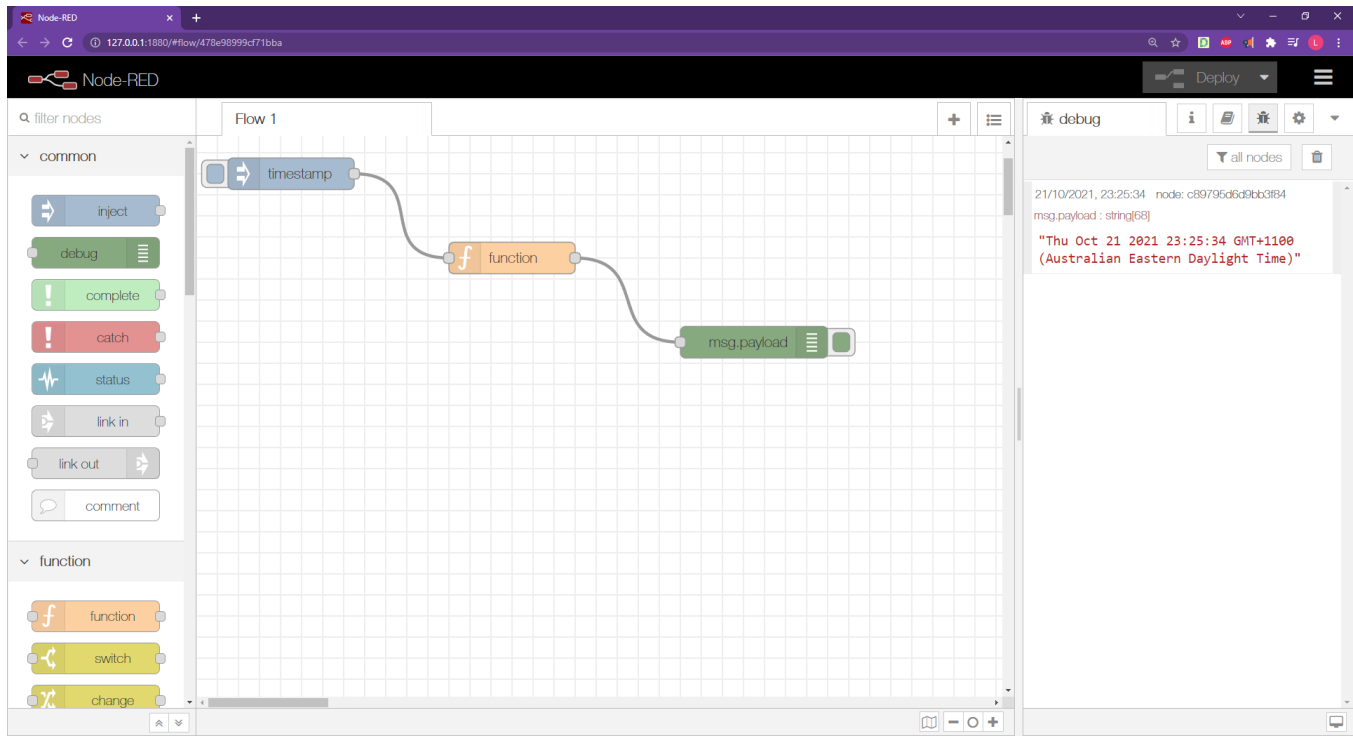 Node-RED
127.0.0.1:1880/#flow/478e98999cf71bba
ABP
L
Node-RED
Deploy
filter nodes
Flow 1
debug
i
all nodes
common
inject
debug
complete
catch
status
link in
link out
comment
function
function
switch
change
timestamp
function
msg.payload
21/10/2021, 23:25:34 node: c89795d6d9bb3f84
msg.payload : string[68]
"Thu Oct 21 2021 23:25:34 GMT+1100
(Australian Eastern Daylight Time)"